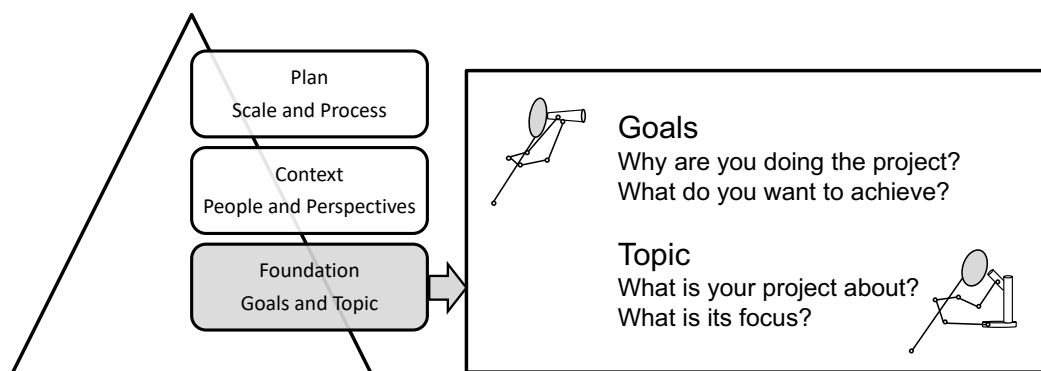 Plan
Scale and Process
Context
People and Perspectives
Foundation
Goals and Topic
Goals
Why are you doing the project?
What do you want to achieve?
Topic
What is your project about?
What is its focus?